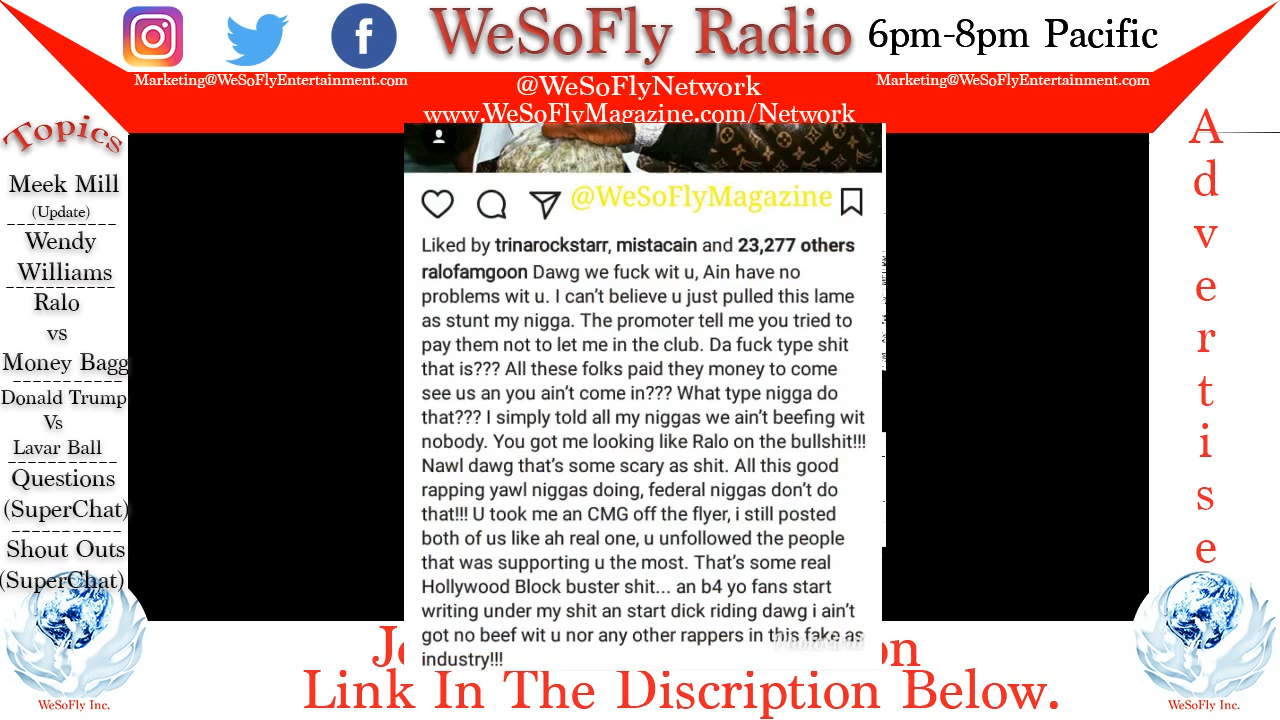 WeSoFly Radio
6pm-8pm Pacific
Marketing@WeSoFlyEntertainment.com
@WeSoFlyNetwork
Marketing@WeSoFlyEntertainment.com
www.WeSoFlyMagazine.com/Network
Topics
Meek Mill
(Update)
Wendy
Williams
Ralo
vs
Money Bagg
Donald Trump
Vs
Lavar Ball
Questions
(SuperChat)
Shout Outs
(SuperChat)
WeSoFly Inc.
@WeSoFlyMagazine
Liked by trinarockstarr, mistacain and 23,277 others
ralofamgoon Dawg we fuck wit u, Ain have no
problems wit u. I can't believe u just pulled this lame
as stunt my nigga. The promoter tell me you tried to
pay them not to let me in the club. Da fuck type shit
that is??? All these folks paid they money to come
see us an you ain't come in??? What type nigga do
that??? I simply told all my niggas we ain't beefing wit
nobody. You got me looking like Ralo on the bullshit!!!
Nawl dawg that's some scary as shit. All this good
rapping yawl niggas doing, federal niggas don't do
that!!! U took me an CMG off the flyer, i still posted
both of us like ah real one, u unfollowed the people
that was supporting u the most. That's some real
Hollywood Block buster shit... an b4 yo fans start
writing under my shit an start dick riding dawg i ain't
got no beef wit u nor any other rappers in this fake as
industry!!!
Link In The Discription Below.
Advertise
WeSoFly Inc.